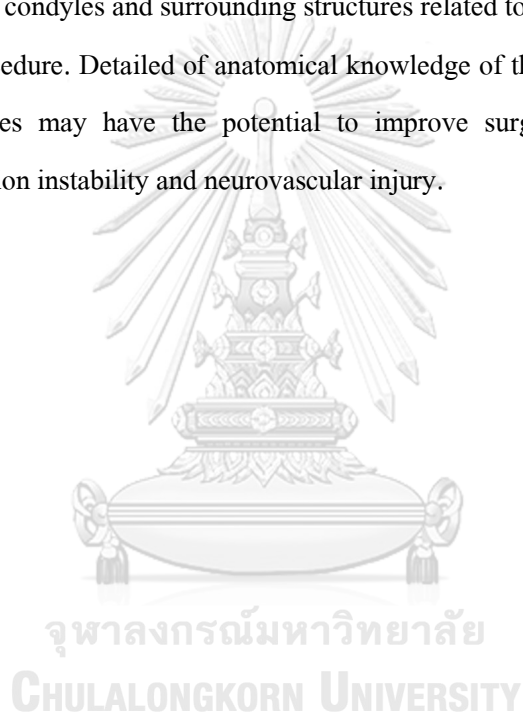 condyles and surrounding structures related to
edure. Detailed of anatomical knowledge of th
es may have the potential to improve surg
ion instability and neurovascular injury.
จุฬาลงกรณ์มหาวิทยาลัย
CHULALONGKORN UNIVERSITY